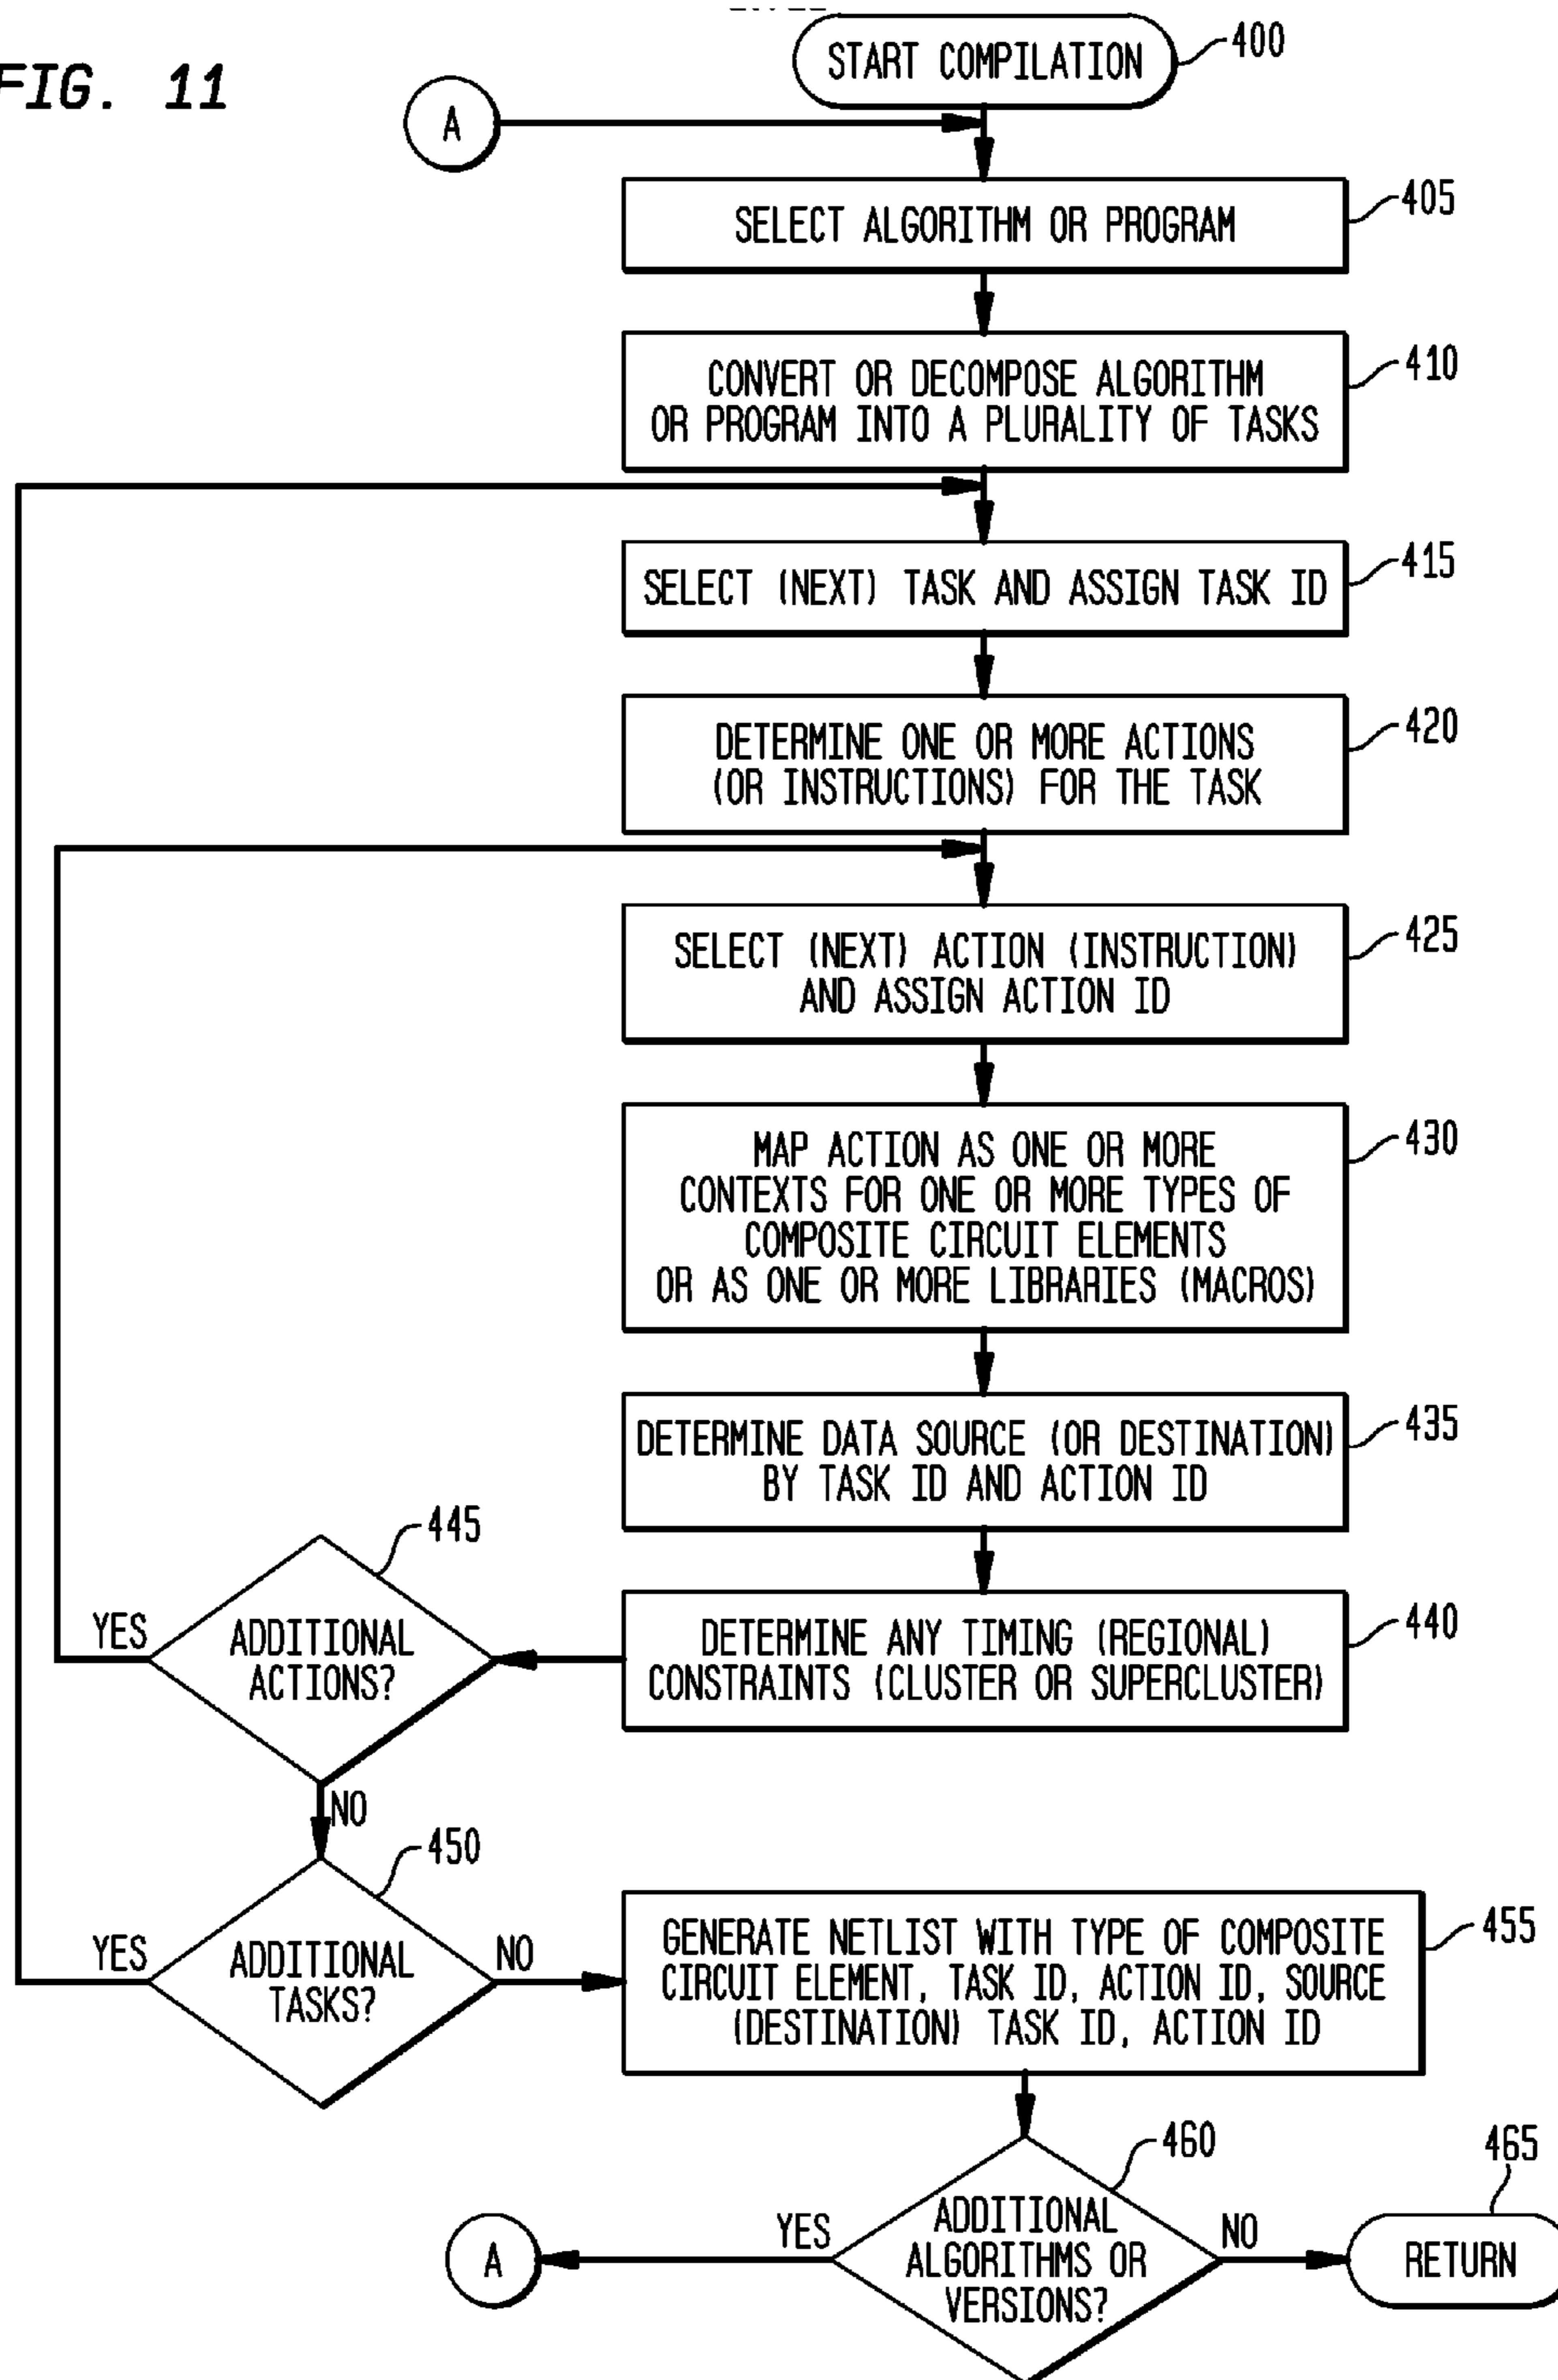 FIG. 11
START COMPILATION
400
A
SELECT ALGORITHM OR PROGRAM
405
CONVERT OR DECOMPOSE ALGORITHM
OR PROGRAM INTO A PLURALITY OF TASKS
410
SELECT (NEXT) TASK AND ASSIGN TASK ID
415
DETERMINE ONE OR MORE ACTIONS
(OR INSTRUCTIONS) FOR THE TASK
420
SELECT (NEXT) ACTION (INSTRUCTION)
AND ASSIGN ACTION ID
425
MAP ACTION AS ONE OR MORE
CONTEXTS FOR ONE OR MORE TYPES OF
COMPOSITE CIRCUIT ELEMENTS
OR AS ONE OR MORE LIBRARIES (MACROS)
430
DETERMINE DATA SOURCE (OR DESTINATION)
BY TASK ID AND ACTION ID
435
DETERMINE ANY TIMING (REGIONAL)
CONSTRAINTS (CLUSTER OR SUPERCLUSTER)
440
445
YES
ADDITIONAL
ACTIONS?
NO
450
YES
ADDITIONAL
TASKS?
NO
GENERATE NETLIST WITH TYPE OF COMPOSITE
CIRCUIT ELEMENT, TASK ID, ACTION ID, SOURCE
(DESTINATION) TASK ID, ACTION ID
455
460
YES
ADDITIONAL
ALGORITHMS OR
VERSIONS?
NO
A
465
RETURN